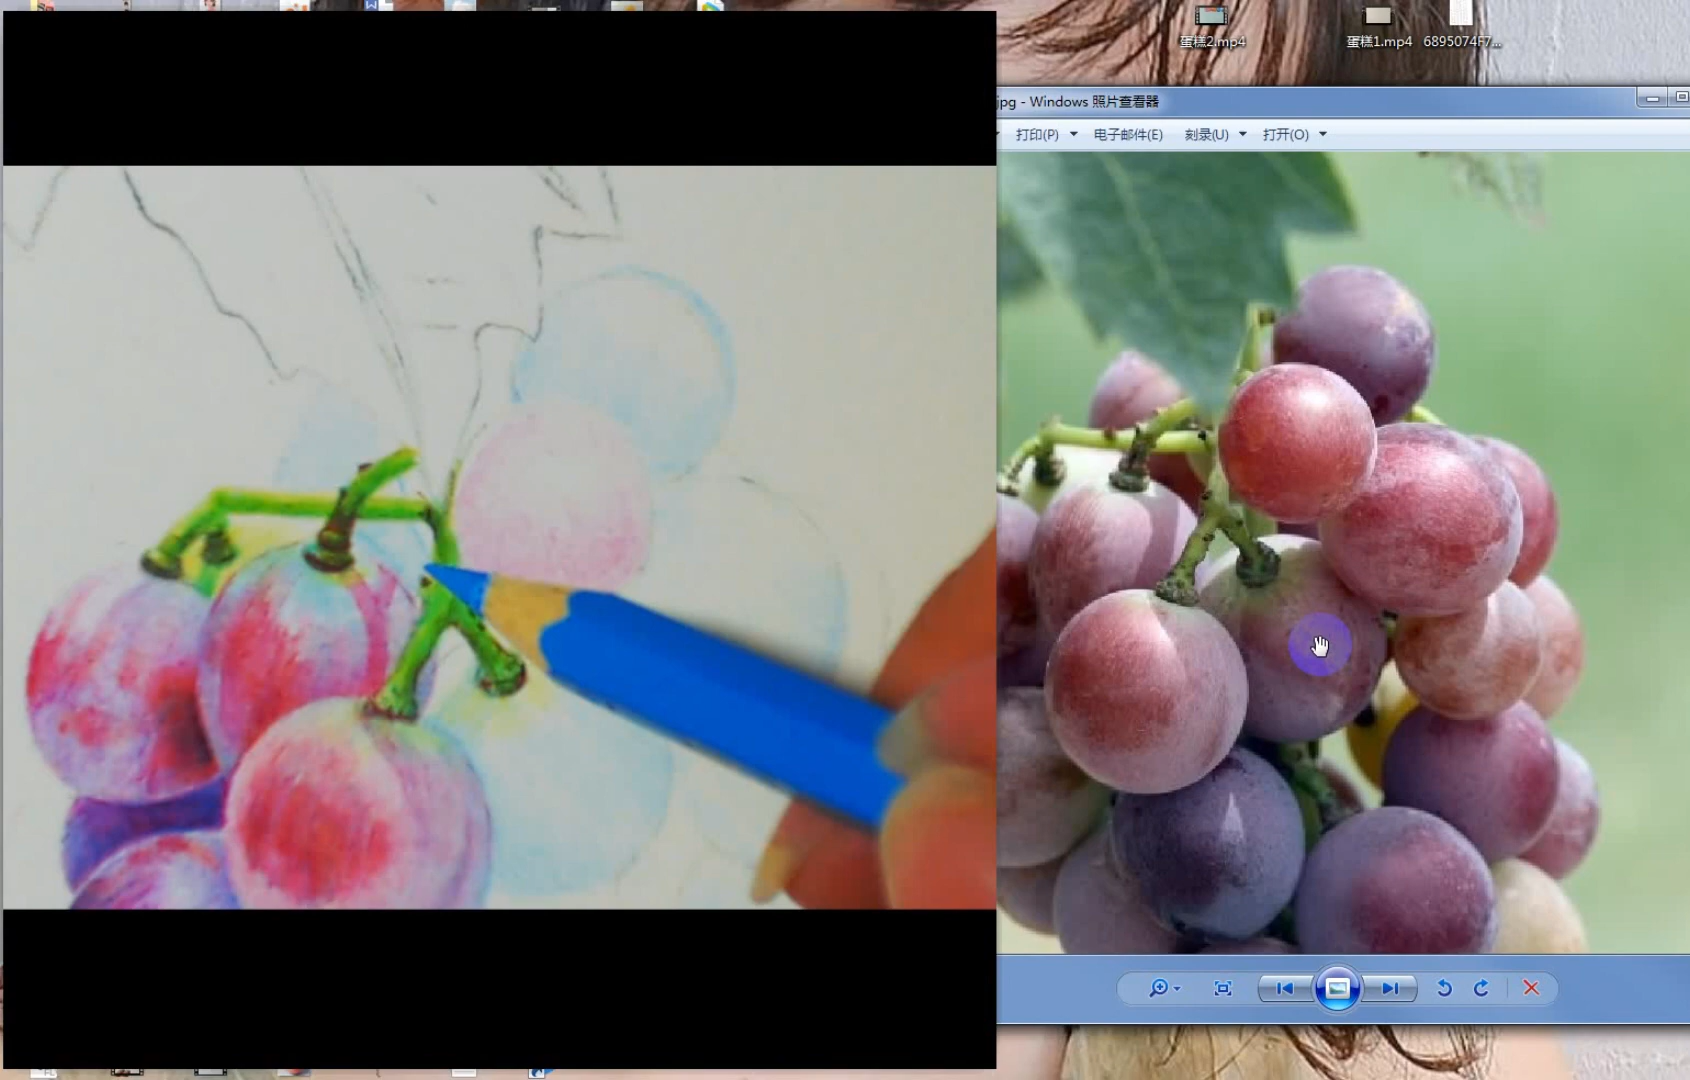 蛋糕2.mp4
蛋糕1.mp4
6895074F7...
jpg - Windows 照片查看器
打印(P)
电子邮件(E)
刻录(U)
打开(O)